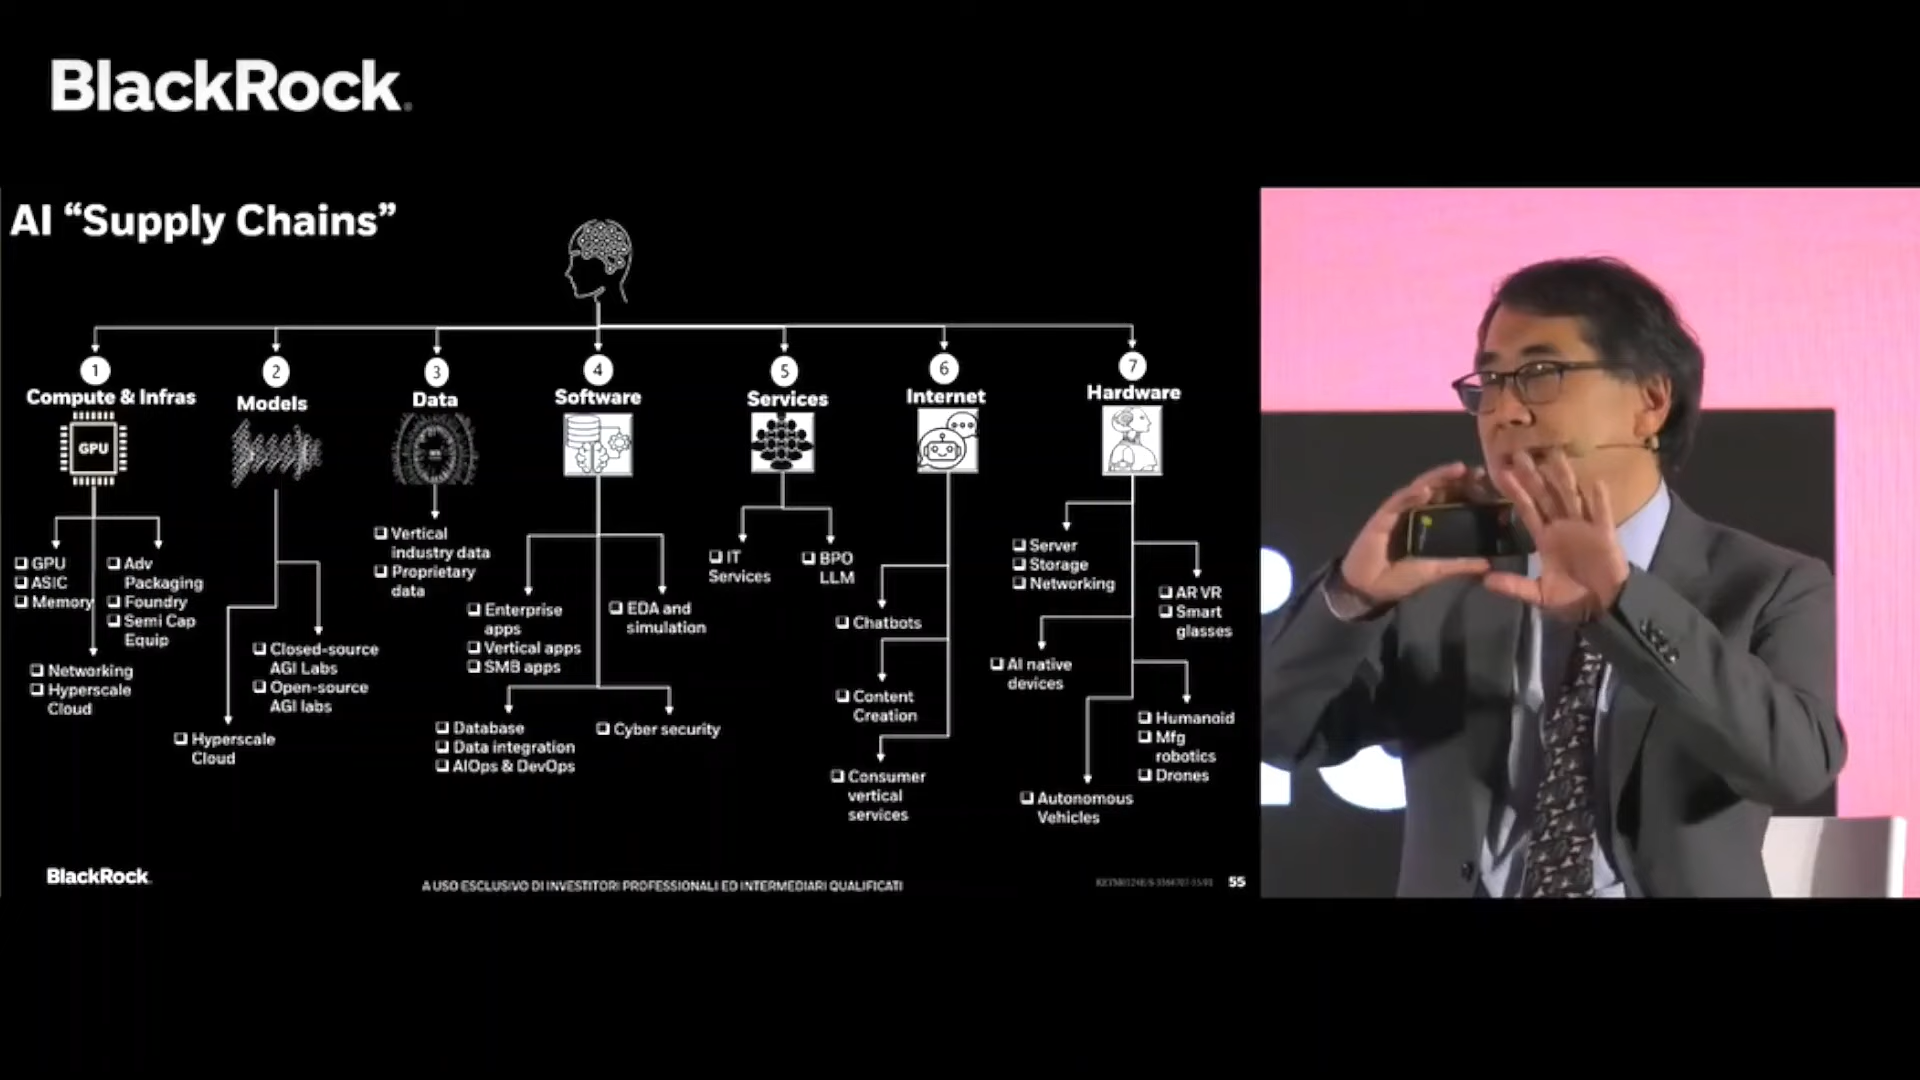 BlackRock.
AI “Supply Chains”
1
Compute & Infras
GPU
GPU
ASIC
Memory
Adv
Packaging
Foundry
Semi Cap
Equip
Networking
Hyperscale
Cloud
2
Models
Closed-source
AGI Labs
Open-source
AGI labs
Hyperscale
Cloud
3
Data
Vertical
industry data
Proprietary
data
4
Software
Enterprise
apps
Vertical apps
SMB apps
EDA and
simulation
Database
Data integration
AIOps & DevOps
Cyber security
5
Services
IT
Services
BPO
LLM
6
Internet
Chatbots
Content
Creation
Consumer
vertical
services
7
Hardware
Server
Storage
Networking
AR VR
Smart
glasses
AI native
devices
Humanoid
Mfg
robotics
Drones
Autonomous
Vehicles
BlackRock.
A USO ESCLUSIVO DI INVESTITORI PROFESSIONALI ED INTERMEDIARI QUALIFICATI
55